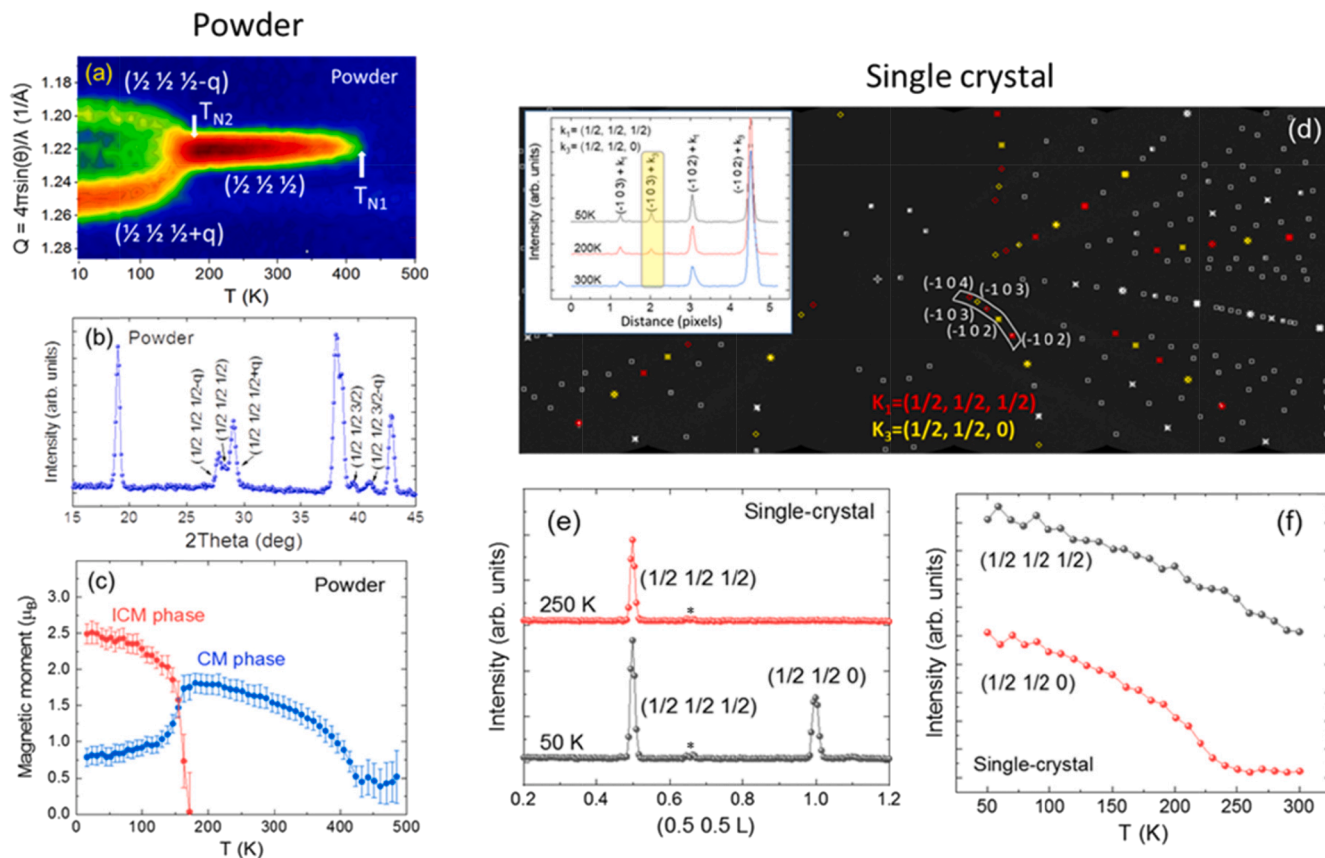 Powder
Single crystal
(a)
(½ ½ ½-q)
Powder
T_N2
(½ ½ ½)
T_N1
(½ ½ ½+q)
Q = 4πsin(θ)/λ (1/Å)
1.16
1.18
1.20
1.22
1.24
1.26
1.28
10 100 200 300 400 500
T (K)
(b)
Powder
(1/2 1/2 1/2-q)
(1/2 1/2 1/2)
(1/2 1/2 1/2+q)
(1/2 1/2 3/2)
(1/2 1/2 3/2-q)
Intensity (arb. units)
15 20 25 30 35 40 45
2Theta (deg)
(c)
Powder
ICM phase
CM phase
Magnetic moment (μ_B)
3.0
2.5
2.0
1.5
1.0
0.5
0.0
0 100 200 300 400 500
T (K)
(d)
k₁= (1/2, 1/2, 1/2)
k₃= (1/2, 1/2, 0)
(-1 0 3) + k₁
(-1 0 3) + k₃
(-1 0 2) + k₁
(-1 0 2) + k₃
50K
200K
300K
Intensity (arb. units)
0 1 2 3 4 5
Distance (pixels)
(-1 0 4)
(-1 0 3)
(-1 0 3)
(-1 0 2)
(-1 0 2)
K₁=(1/2, 1/2, 1/2)
K₃=(1/2, 1/2, 0)
(e)
Single-crystal
(1/2 1/2 1/2)
250 K
*
(1/2 1/2 0)
(1/2 1/2 1/2)
50 K
*
Intensity (arb. units)
0.2 0.4 0.6 0.8 1.0 1.2
(0.5 0.5 L)
(f)
(1/2 1/2 1/2)
(1/2 1/2 0)
Single-crystal
Intensity (arb. units)
50 100 150 200 250 300
T (K)